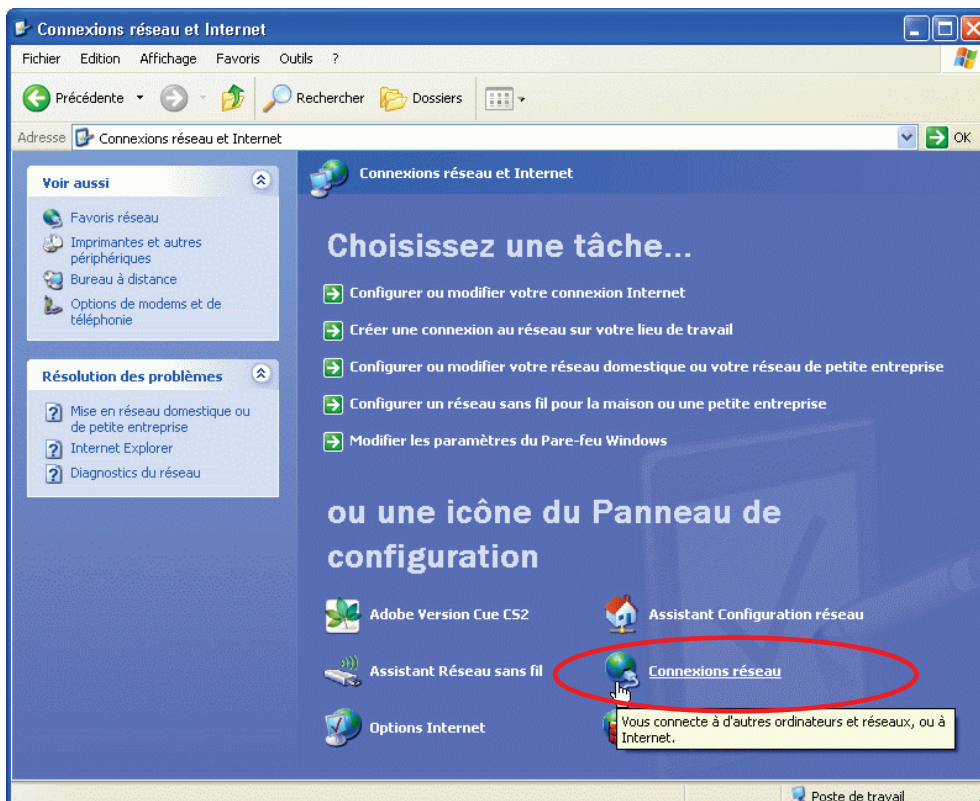 Connexions réseau et Internet
Fichier Edition Affichage Favoris Outils ?
Précédente Rechercher Dossiers
Adresse Connexions réseau et Internet OK
Voir aussi
Favoris réseau
Imprimantes et autres
périphériques
Bureau à distance
Options de modems et de
téléphonie
Résolution des problèmes
Mise en réseau domestique ou
de petite entreprise
Internet Explorer
Diagnostics du réseau
Connexions réseau et Internet
Choisissez une tâche...
Configurer ou modifier votre connexion Internet
Créer une connexion au réseau sur votre lieu de travail
Configurer ou modifier votre réseau domestique ou votre réseau de petite entreprise
Configurer un réseau sans fil pour la maison ou une petite entreprise
Modifier les paramètres du Pare-feu Windows
ou une icône du Panneau de
configuration
Adobe Version Cue CS2
Assistant Configuration réseau
Assistant Réseau sans fil
Connexions réseau
Options Internet
Vous connecte à d'autres ordinateurs et réseaux, ou à
Internet.
Poste de travail